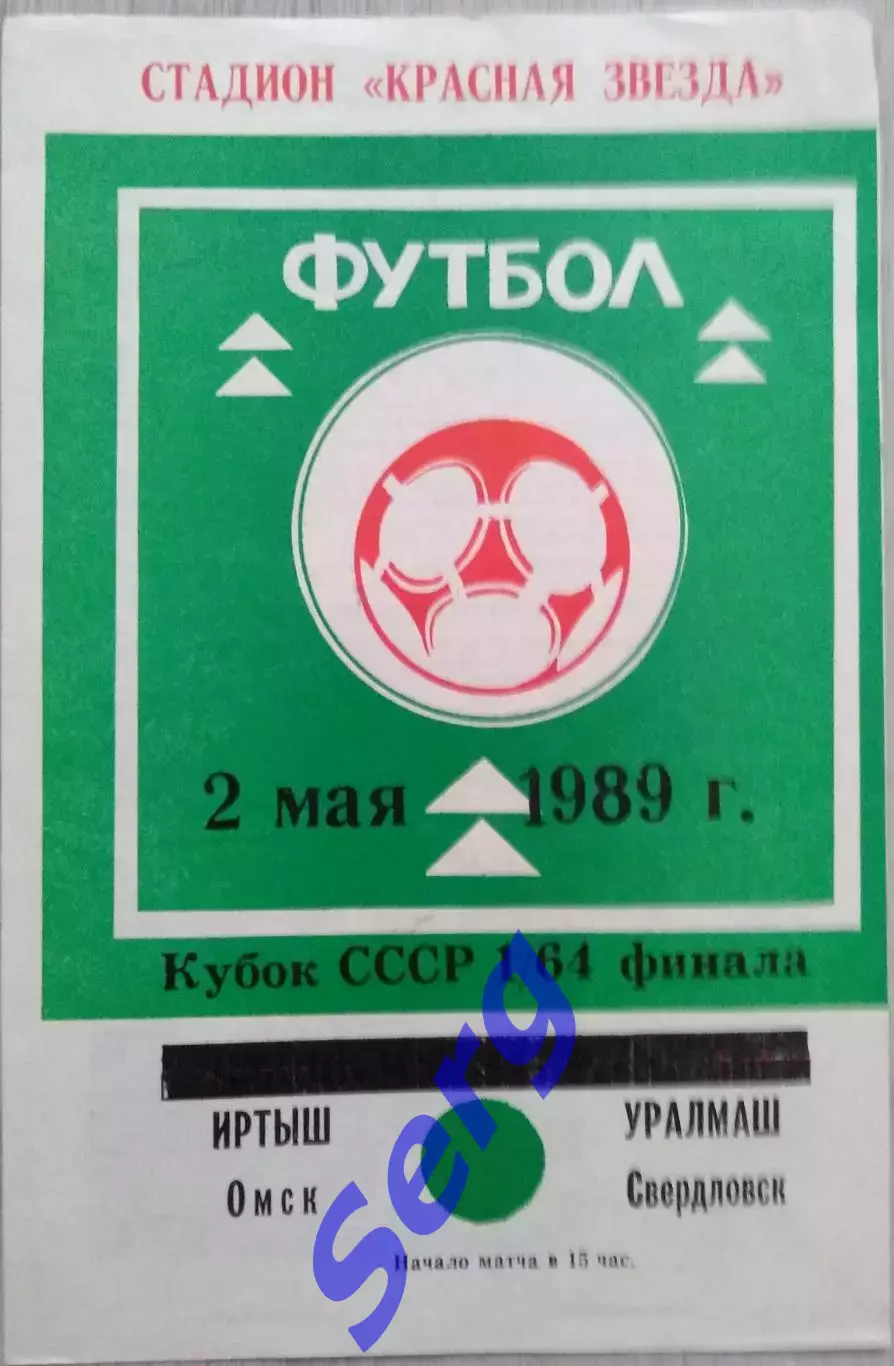 СТАДИОН «КРАСНАЯ ЗВЕЗДА»
ФУТБОЛ
2 мая 1989 г.
Кубок СССР 1/64 финала
ИРТЫШ УРАЛМАШ
Омск Свердловск
Начало матча в 15 час.
Serg